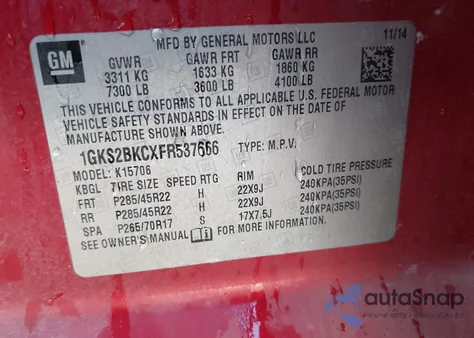 GM
MFD BY GENERAL MOTORS LLC 11/14
GVWR GAWR FRT GAWR RR
3311 KG 1633 KG 1860 KG
7300 LB 3600 LB 4100 LB
THIS VEHICLE CONFORMS TO ALL APPLICABLE U.S. FEDERAL MOTOR
VEHICLE SAFETY STANDARDS IN EFFECT ON THE DATE OF
MANUFACTURE SHOWN ABOVE.
1GKS2BKCXFR537666 TYPE: M.P.V.
MODEL: K15706
KBGL TIRE SIZE SPEED RTG RIM COLD TIRE PRESSURE
FRT P285/45R22 H 22X9J 240KPA(35PSI)
RR P285/45R22 H 22X9J 240KPA(35PSI)
SPA P265/70R17 S 17X7.5J 240KPA(35PSI)
SEE OWNER'S MANUAL FOR MORE INFORMATION.
autoSnap